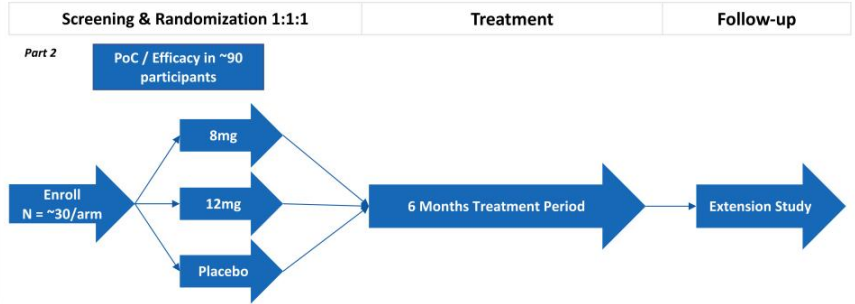 Screening & Randomization 1:1:1
Treatment
Follow-up
Part 2
PoC / Efficacy in ~90
participants
8mg
Enroll
N = ~30/arm
12mg
Placebo
6 Months Treatment Period
Extension Study